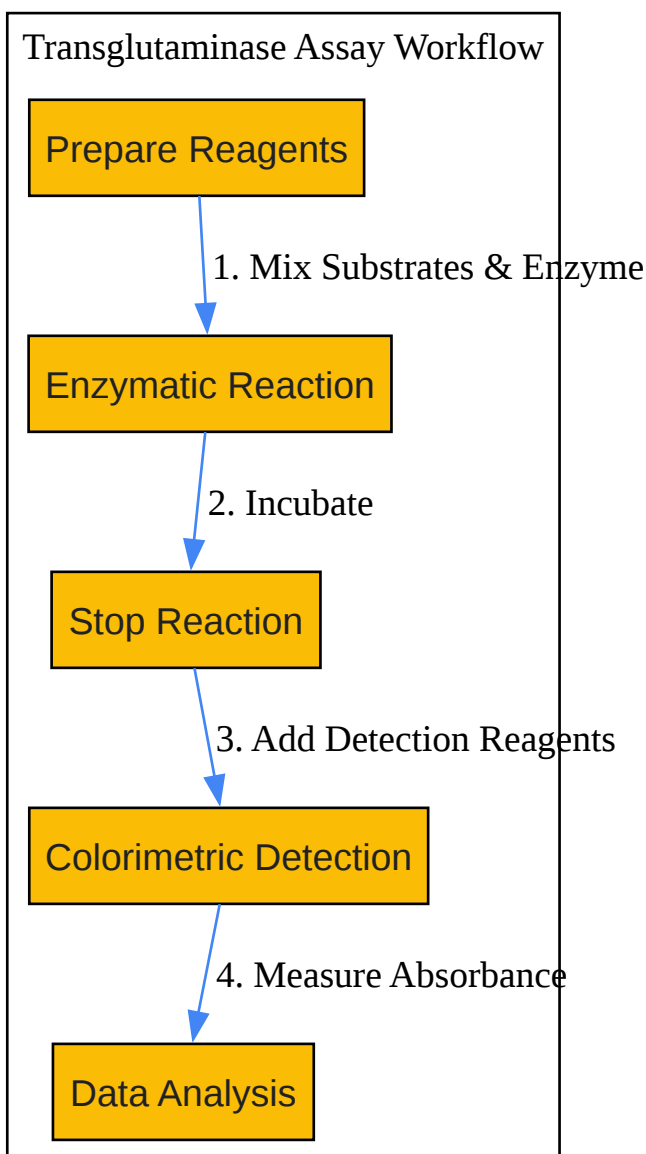 Transglutaminase Assay Workflow
Prepare Reagents
1. Mix Substrates & Enzyme
Enzymatic Reaction
2. Incubate
Stop Reaction
3. Add Detection Reagents
Colorimetric Detection
4. Measure Absorbance
Data Analysis